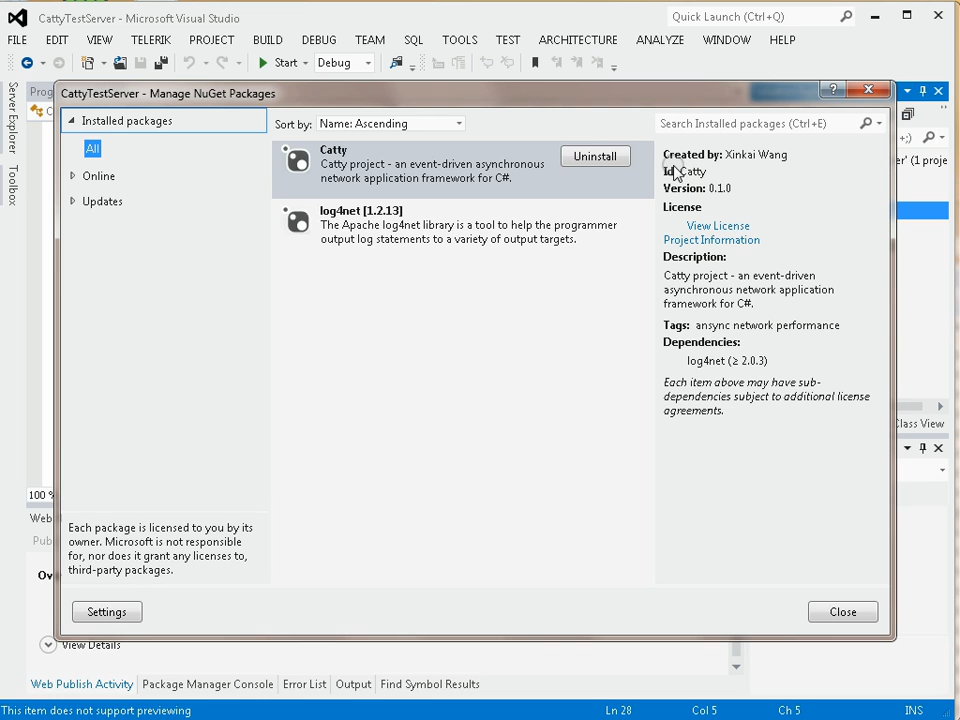 CattyTestServer - Microsoft Visual Studio
Quick Launch (Ctrl+Q)
FILE EDIT VIEW TELERIK PROJECT BUILD DEBUG TEAM SQL TOOLS TEST ARCHITECTURE ANALYZE WINDOW HELP
Start Debug
Server Explorer
Toolbox
Prog
CattyTestServer - Manage NuGet Packages
Installed packages
All
Online
Updates
Each package is licensed to you by its
owner. Microsoft is not responsible
for, nor does it grant any licenses to,
third-party packages.
Settings
Sort by: Name: Ascending
Catty
Catty project - an event-driven asynchronous
network application framework for C#.
Uninstall
log4net [1.2.13]
The Apache log4net library is a tool to help the programmer
output log statements to a variety of output targets.
Search Installed packages (Ctrl+E)
Created by: Xinkai Wang
Id: Catty
Version: 0.1.0
License
View License
Project Information
Description:
Catty project - an event-driven
asynchronous network application
framework for C#.
Tags: ansync network performance
Dependencies:
log4net (≥ 2.0.3)
Each item above may have sub-
dependencies subject to additional license
agreements.
Close
+;)
er' (1 proje
Class View
100 %
Web
Pub
Ov
View Details
Web Publish Activity Package Manager Console Error List Output Find Symbol Results
This item does not support previewing Ln 28 Col 5 Ch 5 INS